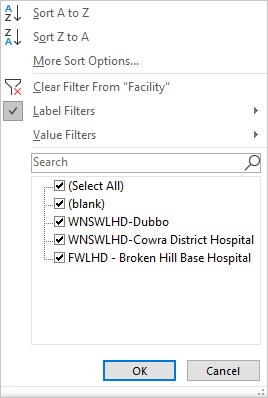 Sort A to Z
Sort Z to A
More Sort Options...
Clear Filter From "Facility"
Label Filters
Value Filters
Search
(Select All)
(blank)
WNSWLHD-Dubbo
WNSWLHD-Cowra District Hospital
FWLHD - Broken Hill Base Hospital
OK
Cancel